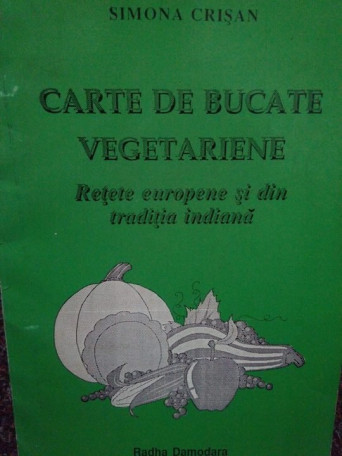 SIMONA CRIŞAN
CARTE DE BUCATE
VEGETARIENE
Reţete europene şi din
tradiţia indiană
Radha Damodara